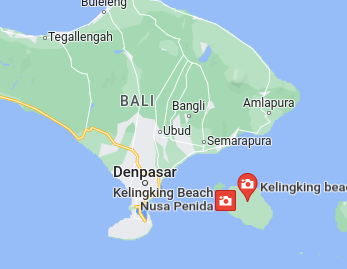 Buleleng
Tegallengah
BALI
Bangli
Amlapura
Ubud
Semarapura
Denpasar
Kelingking Beach
Nusa Penida
Kelingking beac